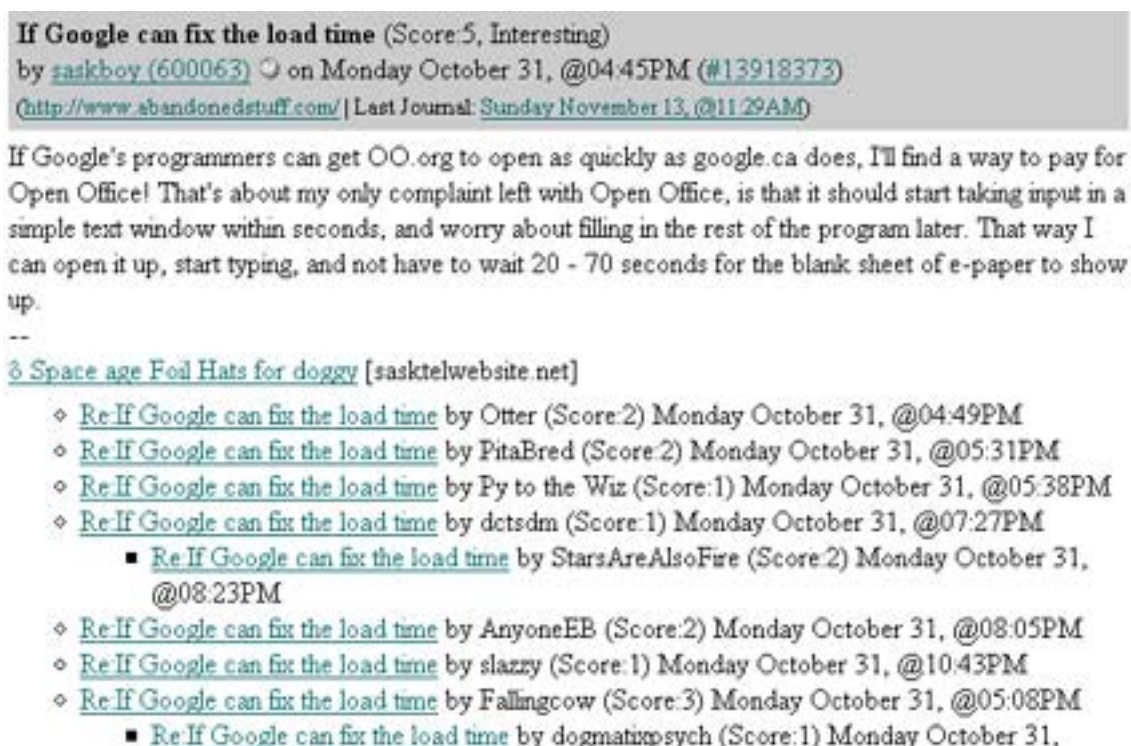 If Google can fix the load time (Score:5, Interesting)
by saskboy (600063) on Monday October 31, @04:45PM (#13918373)
(http://www.abandonedstuff.com/ | Last Journal: Sunday November 13, @11:29AM)
If Google's programmers can get OO.org to open as quickly as google.ca does, I'll find a way to pay for
Open Office! That's about my only complaint left with Open Office, is that it should start taking input in a
simple text window within seconds, and worry about filling in the rest of the program later. That way I
can open it up, start typing, and not have to wait 20 - 70 seconds for the blank sheet of e-paper to show
up.
--
õ Space age Foil Hats for doggy [sasktelwebsite.net]
Re:If Google can fix the load time by Otter (Score:2) Monday October 31, @04:49PM
Re:If Google can fix the load time by PitaBred (Score:2) Monday October 31, @05:31PM
Re:If Google can fix the load time by Py to the Wiz (Score:1) Monday October 31, @05:38PM
Re:If Google can fix the load time by dctsdm (Score:1) Monday October 31, @07:27PM
Re:If Google can fix the load time by StarsAreAlsoFire (Score:2) Monday October 31,
@08:23PM
Re:If Google can fix the load time by AnyoneEB (Score:2) Monday October 31, @08:05PM
Re:If Google can fix the load time by slazzy (Score:1) Monday October 31, @10:43PM
Re:If Google can fix the load time by Fallingcow (Score:3) Monday October 31, @05:08PM
Re:If Google can fix the load time by dogmatixpsych (Score:1) Monday October 31,